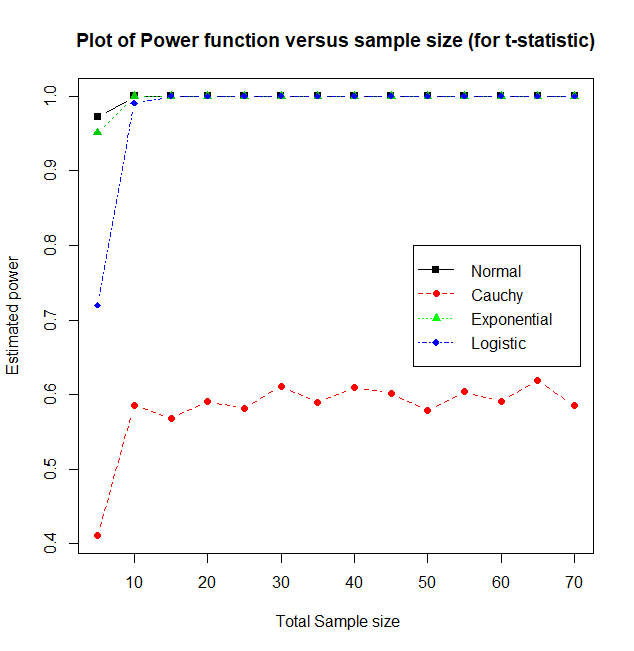 Plot of Power function versus sample size (for t-statistic)
Estimated power
1.0
0.9
0.8
0.7
0.6
0.5
0.4
Normal
Cauchy
Exponential
Logistic
10 20 30 40 50 60 70
Total Sample size